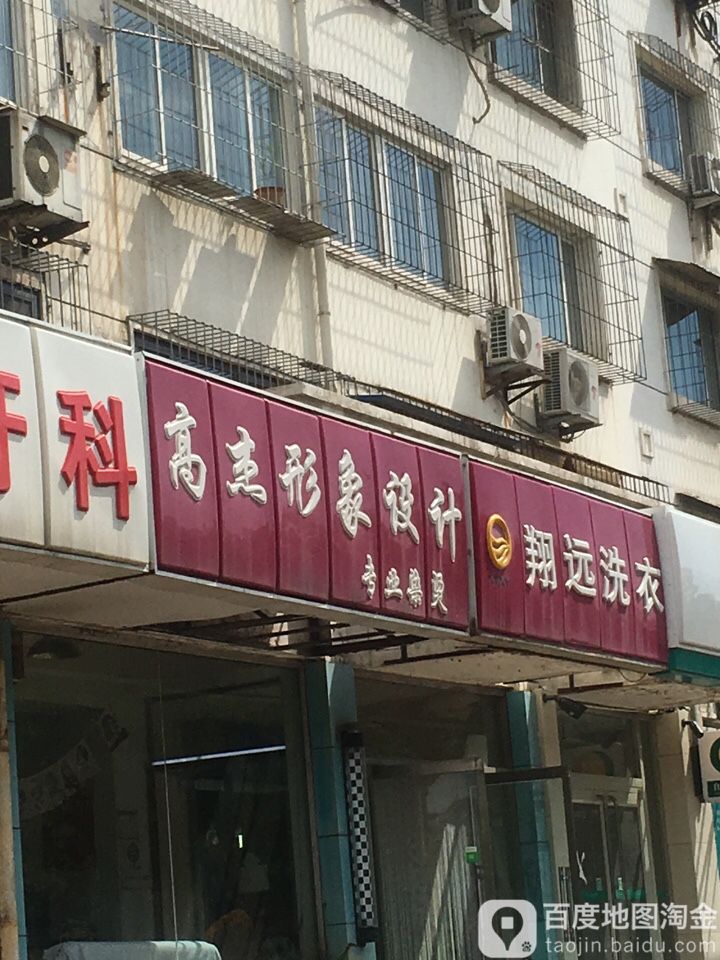 牙科
高杰形象设计
专业染烫
翔远洗衣
百度地图淘金
taojin.baidu.com